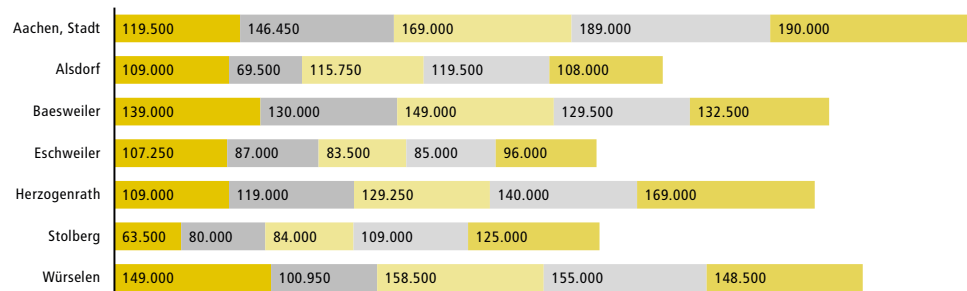 Aachen, Stadt 119.500 146.450 169.000 189.000 190.000
Alsdorf 109.000 69.500 115.750 119.500 108.000
Baesweiler 139.000 130.000 149.000 129.500 132.500
Eschweiler 107.250 87.000 83.500 85.000 96.000
Herzogenrath 109.000 119.000 129.250 140.000 169.000
Stolberg 63.500 80.000 84.000 109.000 125.000
Würselen 149.000 100.950 158.500 155.000 148.500